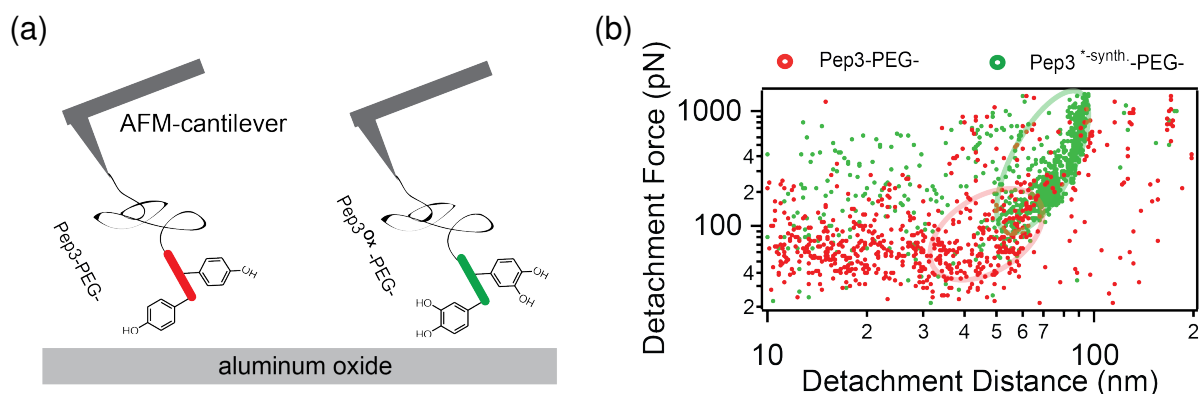 (a)
AFM-cantilever
Pep3-PEG-
OH
HO
Pep3ox-PEG-
OH
OH
HO
HO
aluminum oxide
(b)
Pep3-PEG-
Pep3*-synth.-PEG-
Detachment Force (pN)
1000
4
2
100
4
2
10
2
3
4
5
6
7
100
2
Detachment Distance (nm)